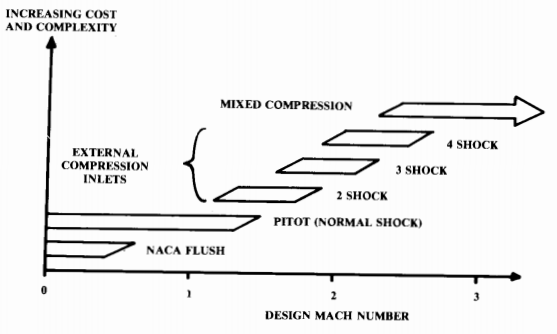 INCREASING COST
AND COMPLEXITY
MIXED COMPRESSION
4 SHOCK
EXTERNAL
COMPRESSION
INLETS
3 SHOCK
2 SHOCK
PITOT (NORMAL SHOCK)
NACA FLUSH
0
1
2
3
DESIGN MACH NUMBER